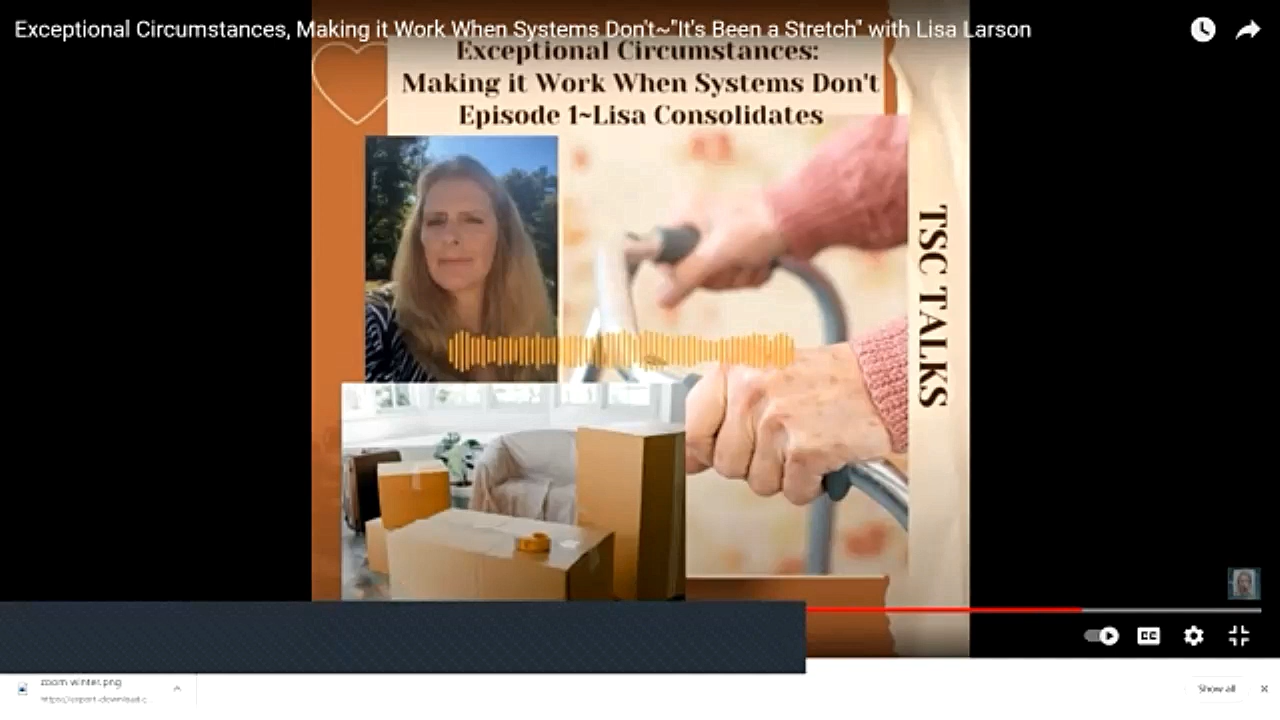 Exceptional Circumstances, Making it Work When Systems Don't~"It's Been a Stretch" with Lisa Larson
Exceptional Circumstances:
Making it Work When Systems Don't
Episode 1~Lisa Consolidates
TSC TALKS
CC
zoom winter.png
Show all